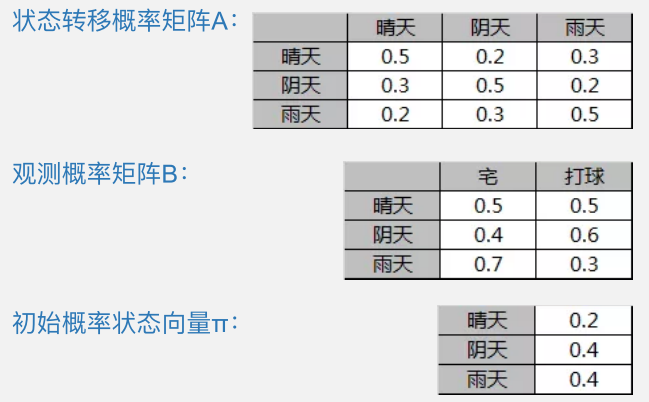 状态转移概率矩阵A：
晴天 阴天 雨天
晴天 0.5 0.2 0.3
阴天 0.3 0.5 0.2
雨天 0.2 0.3 0.5
观测概率矩阵B：
宅 打球
晴天 0.5 0.5
阴天 0.4 0.6
雨天 0.7 0.3
初始概率状态向量π：
晴天 0.2
阴天 0.4
雨天 0.4